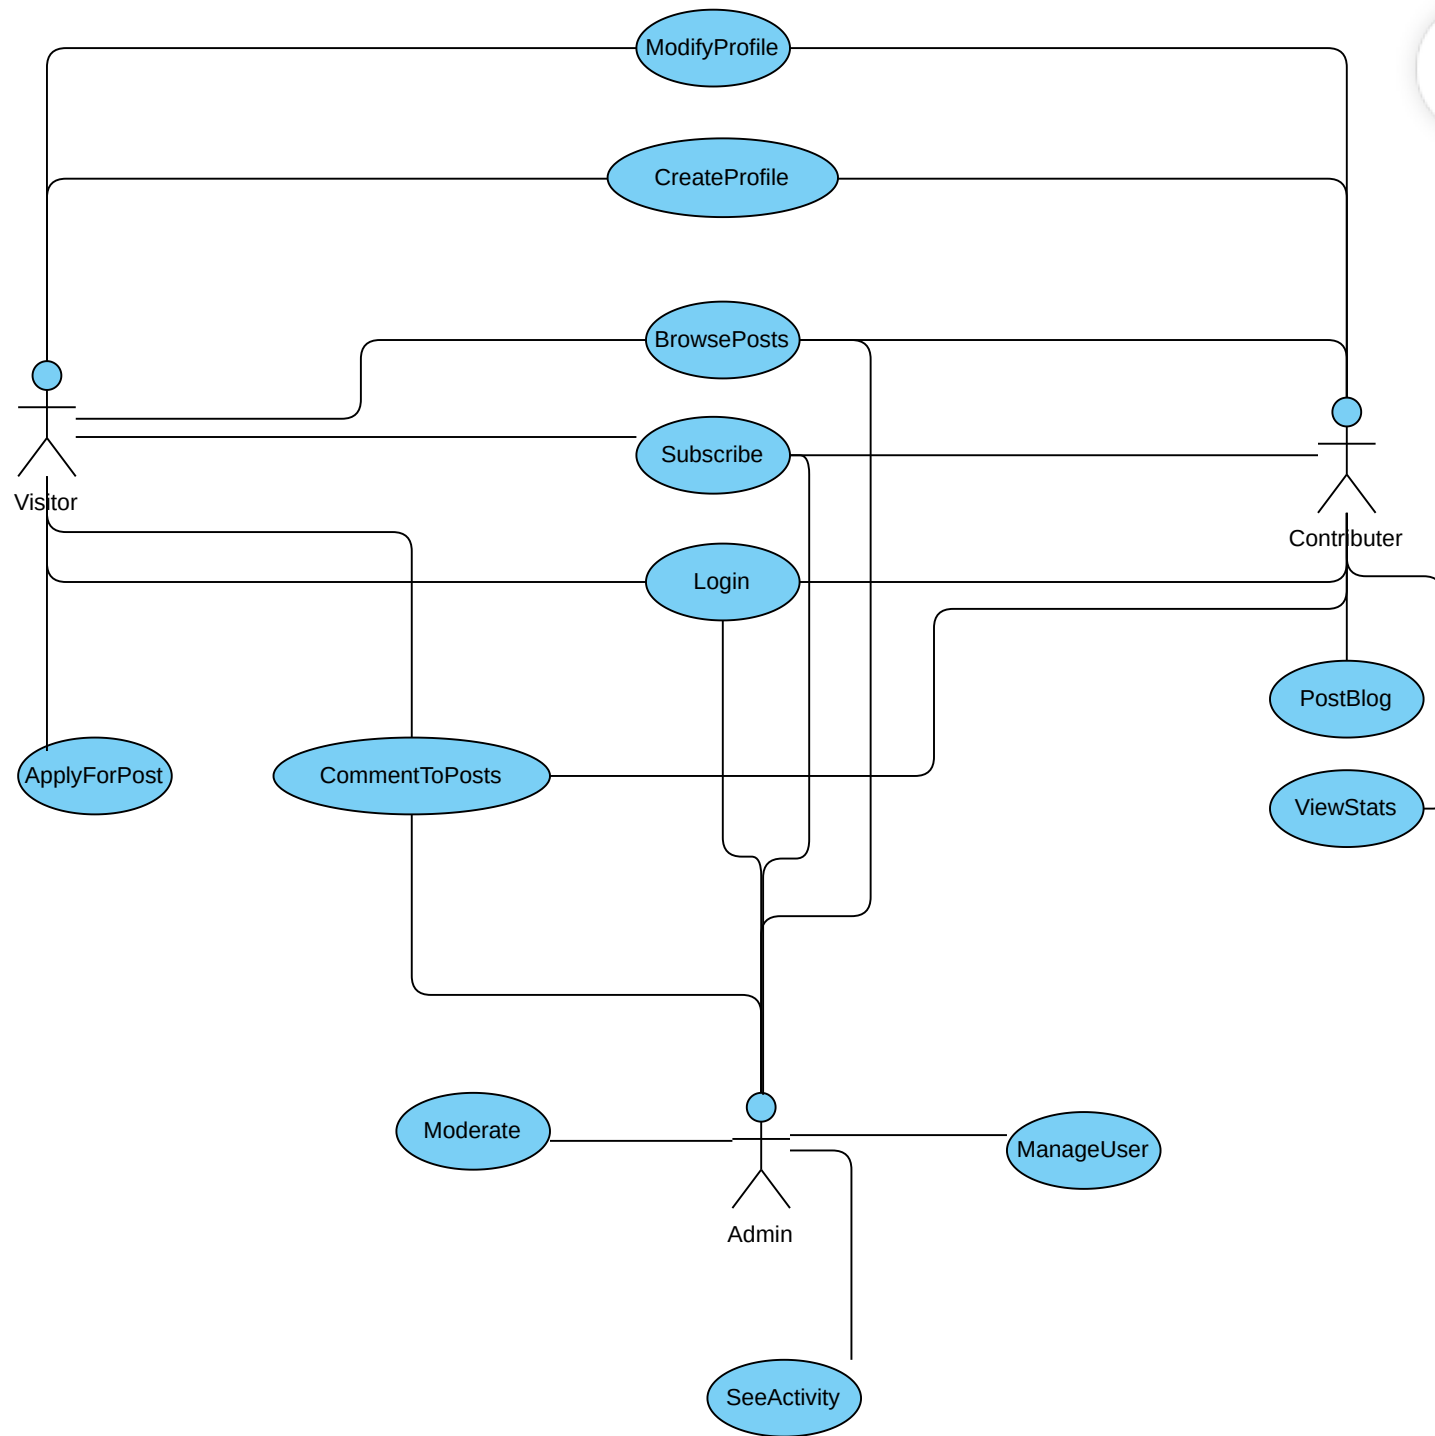 ModifyProfile
CreateProfile
BrowsePosts
Subscribe
Visitor
Contributer
Login
PostBlog
ApplyForPost
CommentToPosts
ViewStats
Moderate
ManageUser
Admin
SeeActivity